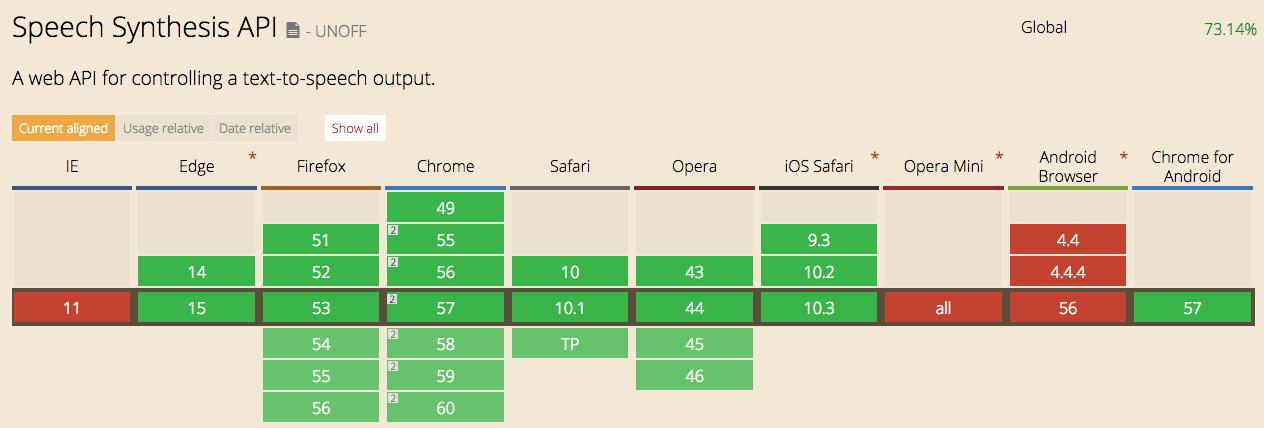 Speech Synthesis API - UNOFF
Global 73.14%
A web API for controlling a text-to-speech output.
Current aligned Usage relative Date relative Show all
IE Edge * Firefox Chrome Safari Opera iOS Safari * Opera Mini * Android Browser * Chrome for Android
49
51 2 55 9.3 4.4
14 52 2 56 10 43 10.2 4.4.4
11 15 53 2 57 10.1 44 10.3 all 56 57
54 2 58 TP 45
55 2 59 46
56 2 60